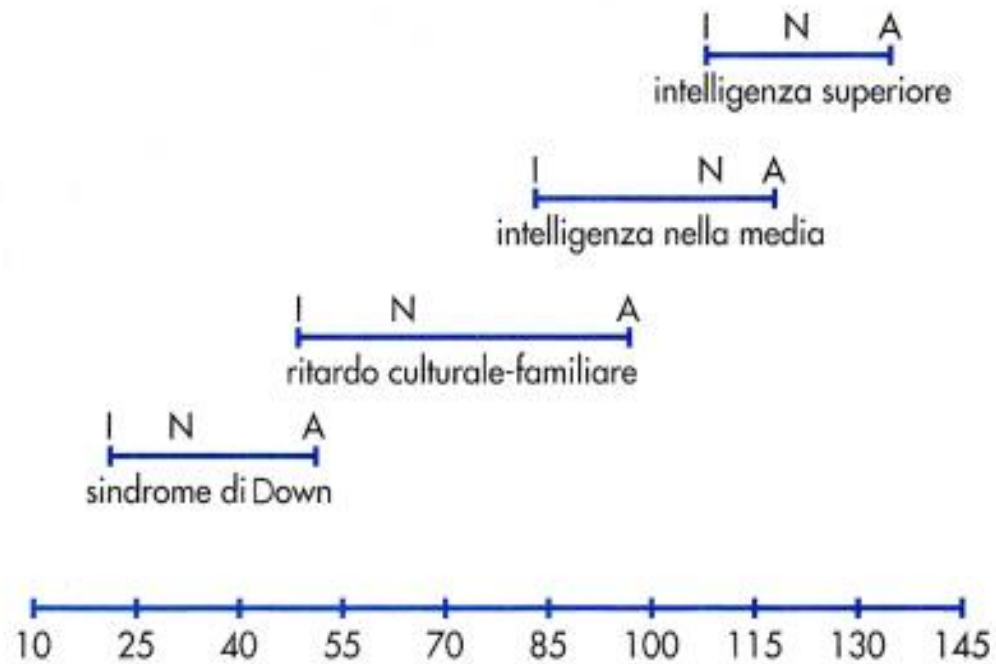 I N A
intelligenza superiore
I N A
intelligenza nella media
I N A
ritardo culturale-familiare
I N A
sindrome di Down
10 25 40 55 70 85 100 115 130 145